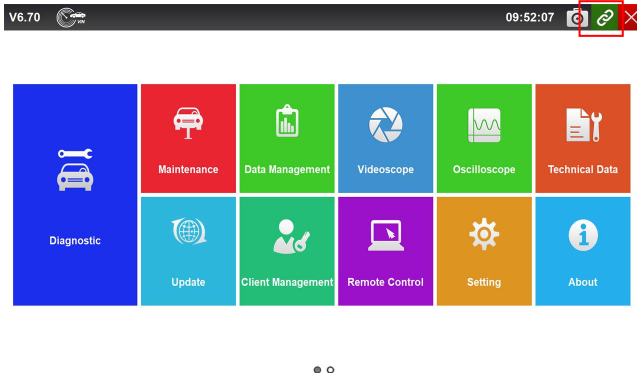 V6.70
VIN
09:52:07
Diagnostic
Maintenance
Data Management
Videoscope
Oscilloscope
Technical Data
Update
Client Management
Remote Control
Setting
About